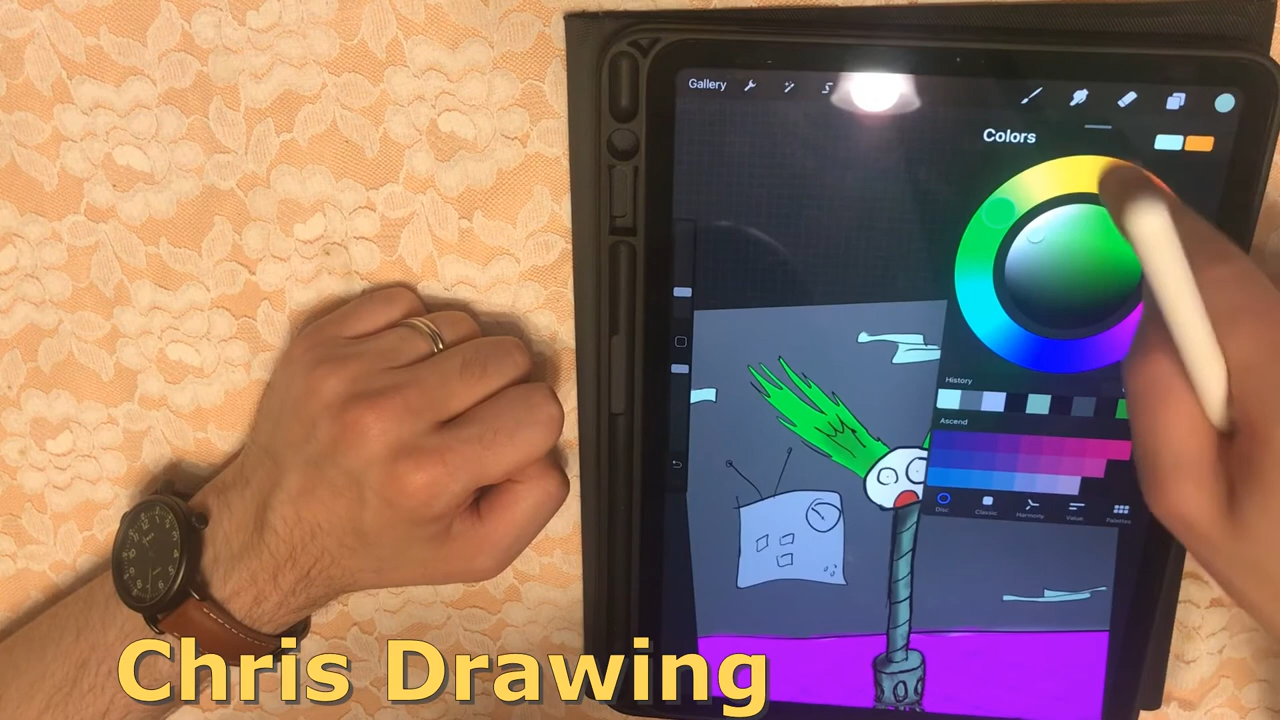 Gallery
Colors
History
Ascend
Disc
Classic
Harmony
Value
Palettes
Chris Drawing